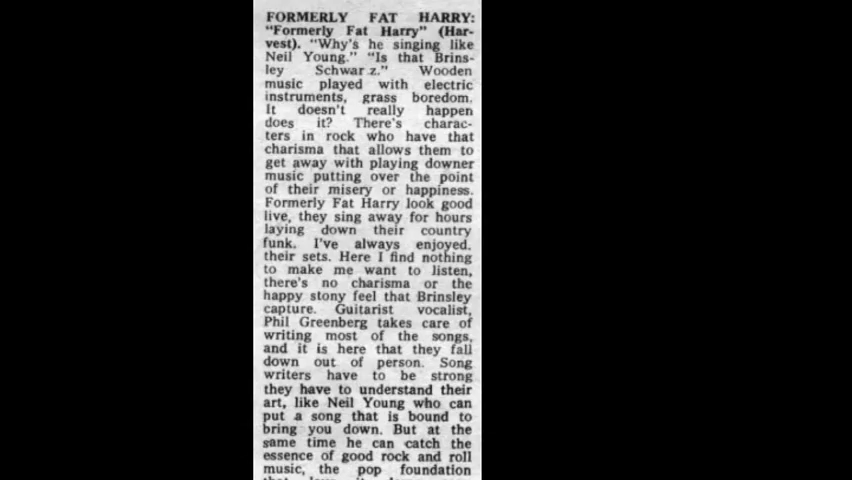 FORMERLY FAT HARRY:
"Formerly Fat Harry" (Har-
vest). "Why's he singing like
Neil Young." "Is that Brins-
ley Schwar z." Wooden
music played with electric
instruments, grass boredom.
It doesn't really happen
does it? There's charac-
ters in rock who have that
charisma that allows them to
get away with playing downer
music putting over the point
of their misery or happiness.
Formerly Fat Harry look good
live, they sing away for hours
laying down their country
funk. I've always enjoyed.
their sets. Here I find nothing
to make me want to listen,
there's no charisma or the
happy stony feel that Brinsley
capture. Guitarist vocalist,
Phil Greenberg takes care of
writing most of the songs,
and it is here that they fall
down out of person. Song
writers have to be strong
they have to understand their
art, like Neil Young who can
put a song that is bound to
bring you down. But at the
same time he can catch the
essence of good rock and roll
music, the pop foundation